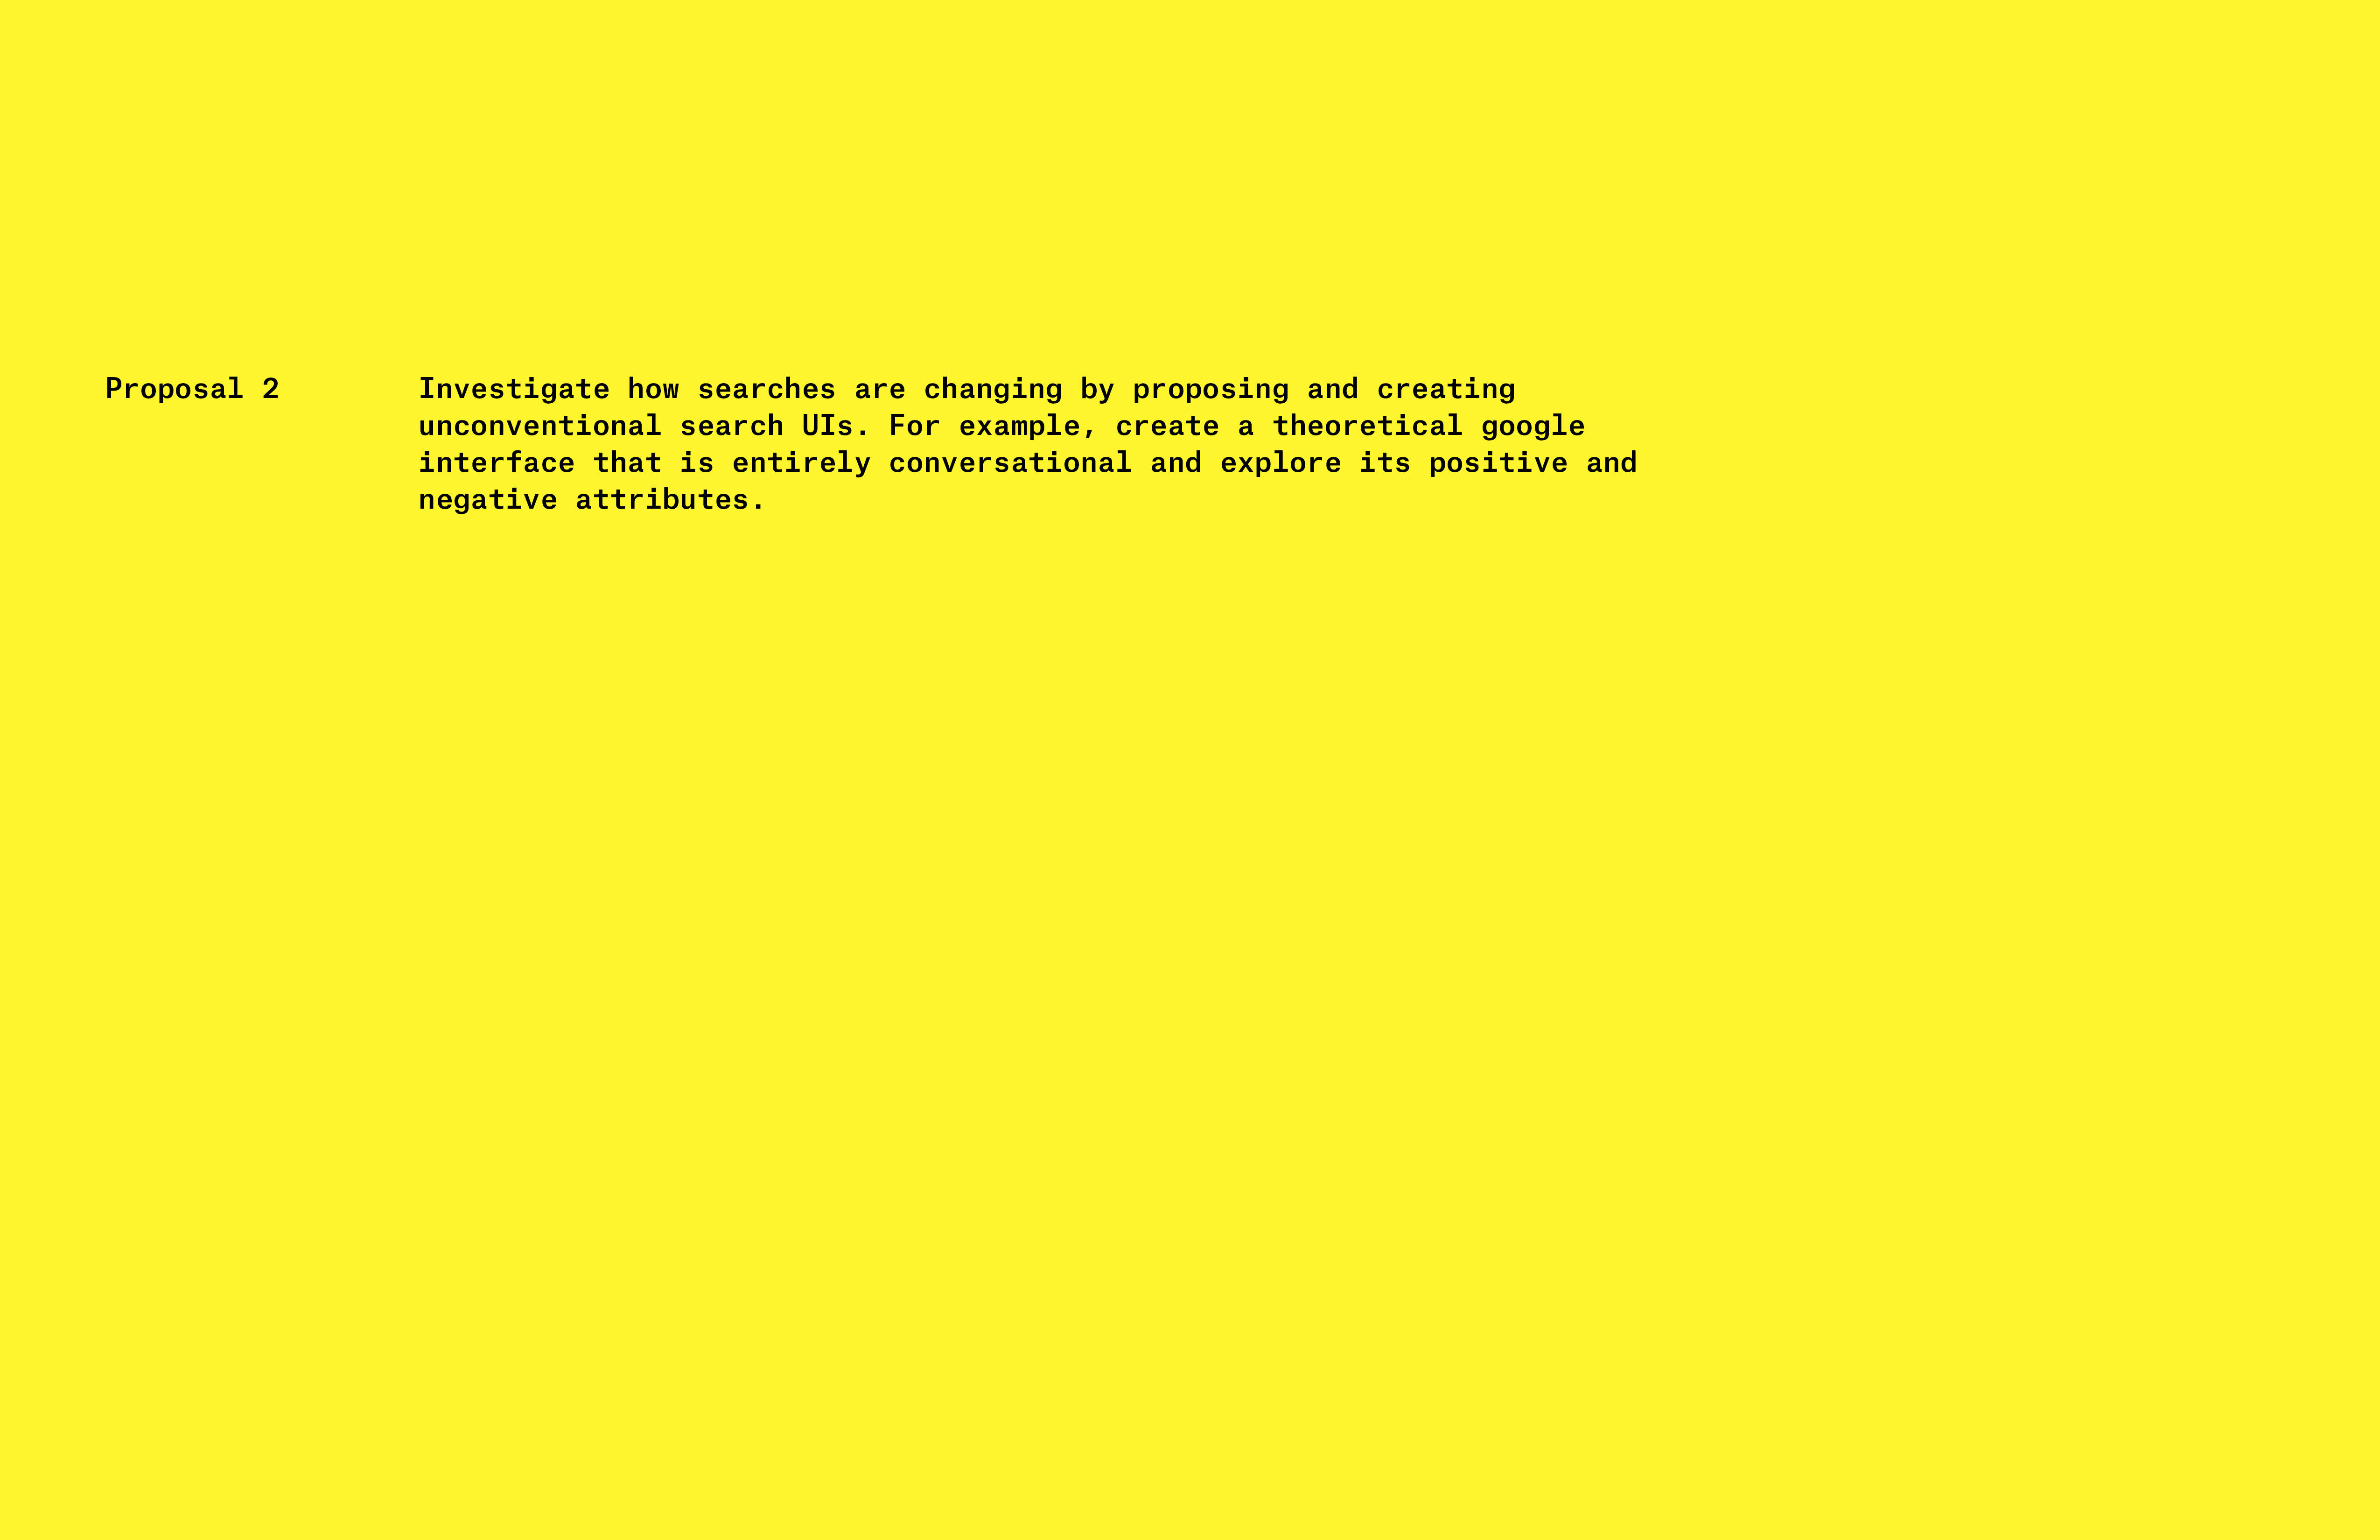 Proposal 2
Investigate how searches are changing by proposing and creating
unconventional search UIs. For example, create a theoretical google
interface that is entirely conversational and explore its positive and
negative attributes.